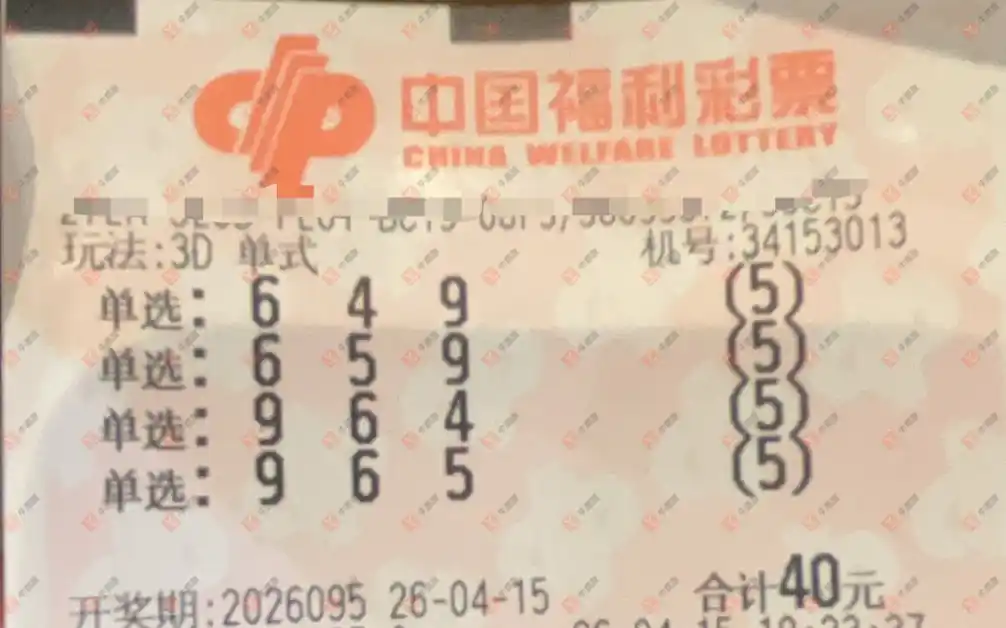 中国福利彩票
CHINA WELFARE LOTTERY
玩法:3D 单式 机号:34153013
单选: 6 4 9 (5)
单选: 6 5 9 (5)
单选: 9 6 4 (5)
单选: 9 6 5 (5)
开奖期:2026095 26-04-15 合计40元